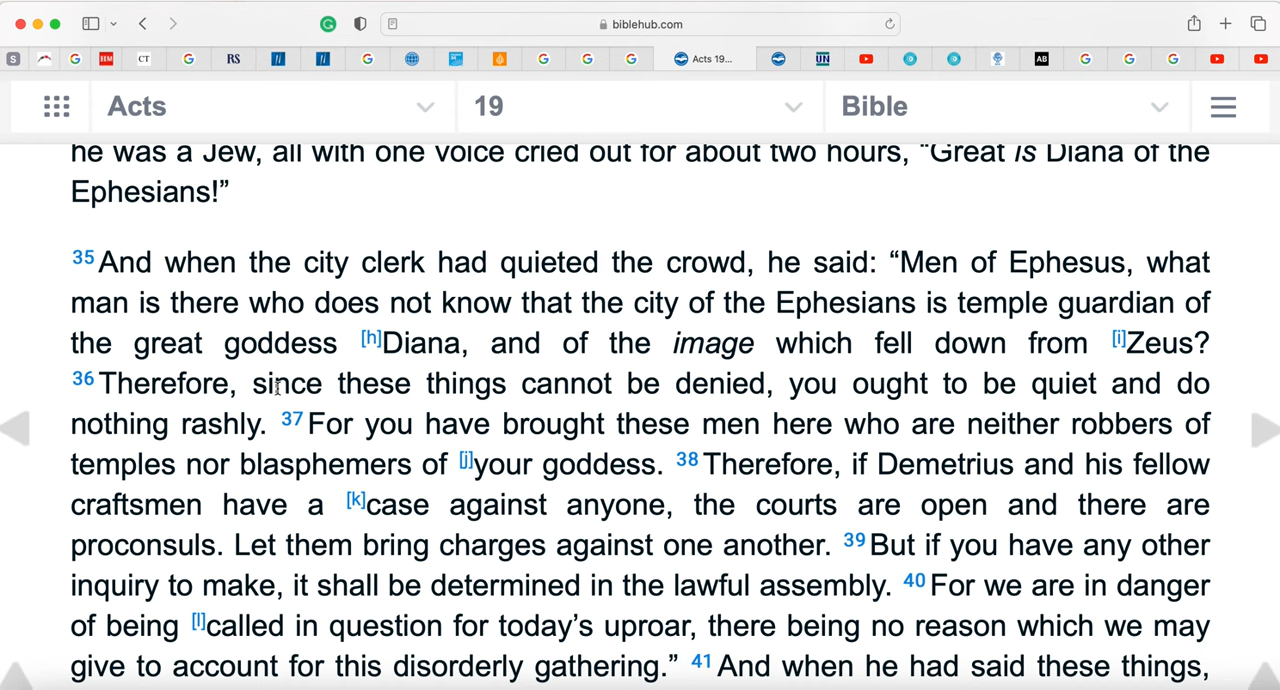 biblehub.com
S G HM CT G RS G G G G Acts 19... UN AB G G G
Acts 19 Bible
he was a Jew, all with one voice cried out for about two hours, “Great is Diana of the
Ephesians!”
35 And when the city clerk had quieted the crowd, he said: “Men of Ephesus, what
man is there who does not know that the city of the Ephesians is temple guardian of
the great goddess [h]Diana, and of the image which fell down from [i]Zeus?
36 Therefore, since these things cannot be denied, you ought to be quiet and do
nothing rashly. 37 For you have brought these men here who are neither robbers of
temples nor blasphemers of [j]your goddess. 38 Therefore, if Demetrius and his fellow
craftsmen have a [k]case against anyone, the courts are open and there are
proconsuls. Let them bring charges against one another. 39 But if you have any other
inquiry to make, it shall be determined in the lawful assembly. 40 For we are in danger
of being [l]called in question for today’s uproar, there being no reason which we may
give to account for this disorderly gathering.” 41 And when he had said these things,